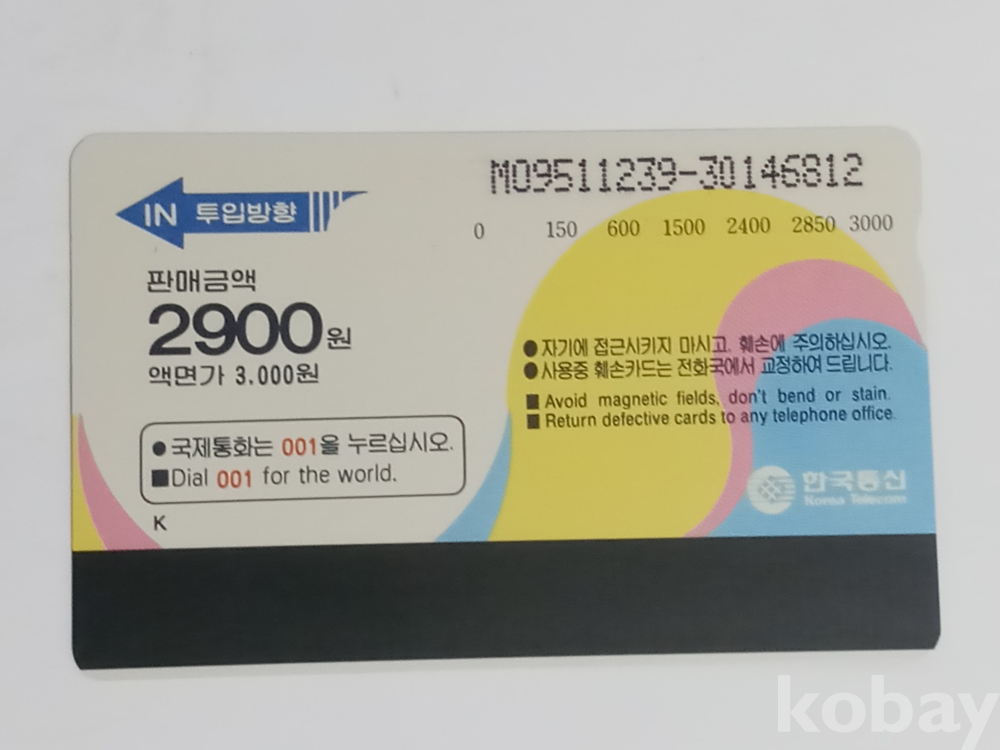 M09511239-30146812
IN 투입방향
0 150 600 1500 2400 2850 3000
판매금액
2900원
액면가 3.000원
● 자기에 접근시키지 마시고, 훼손에 주의하십시오.
● 사용중 훼손카드는 전화국에서 교정하여 드립니다.
■ Avoid magnetic fields, don't bend or stain.
■ Return defective cards to any telephone office.
● 국제통화는 001을 누르십시오.
■ Dial 001 for the world.
한국통신
Korea Telecom
K
kobay